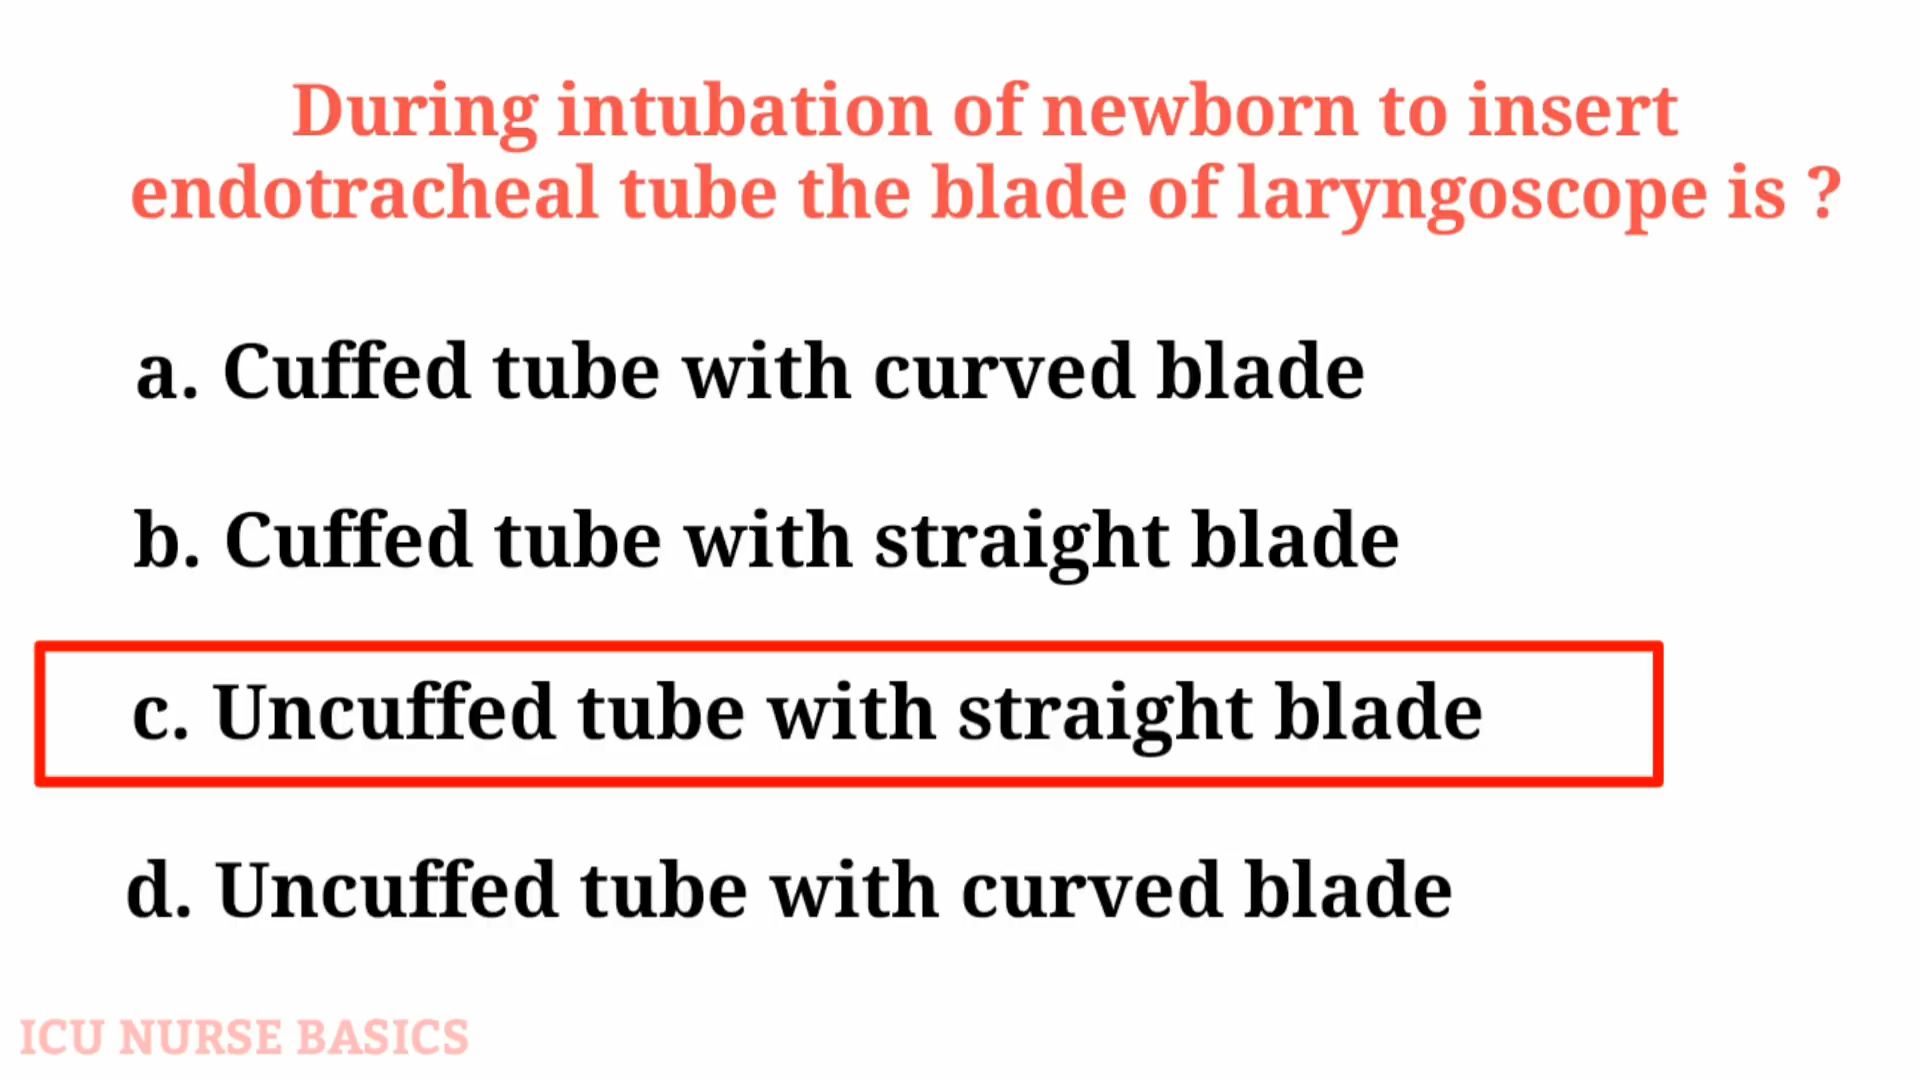 During intubation of newborn to insert
endotracheal tube the blade of laryngoscope is ?
a. Cuffed tube with curved blade
b. Cuffed tube with straight blade
c. Uncuffed tube with straight blade
d. Uncuffed tube with curved blade
ICU NURSE BASICS